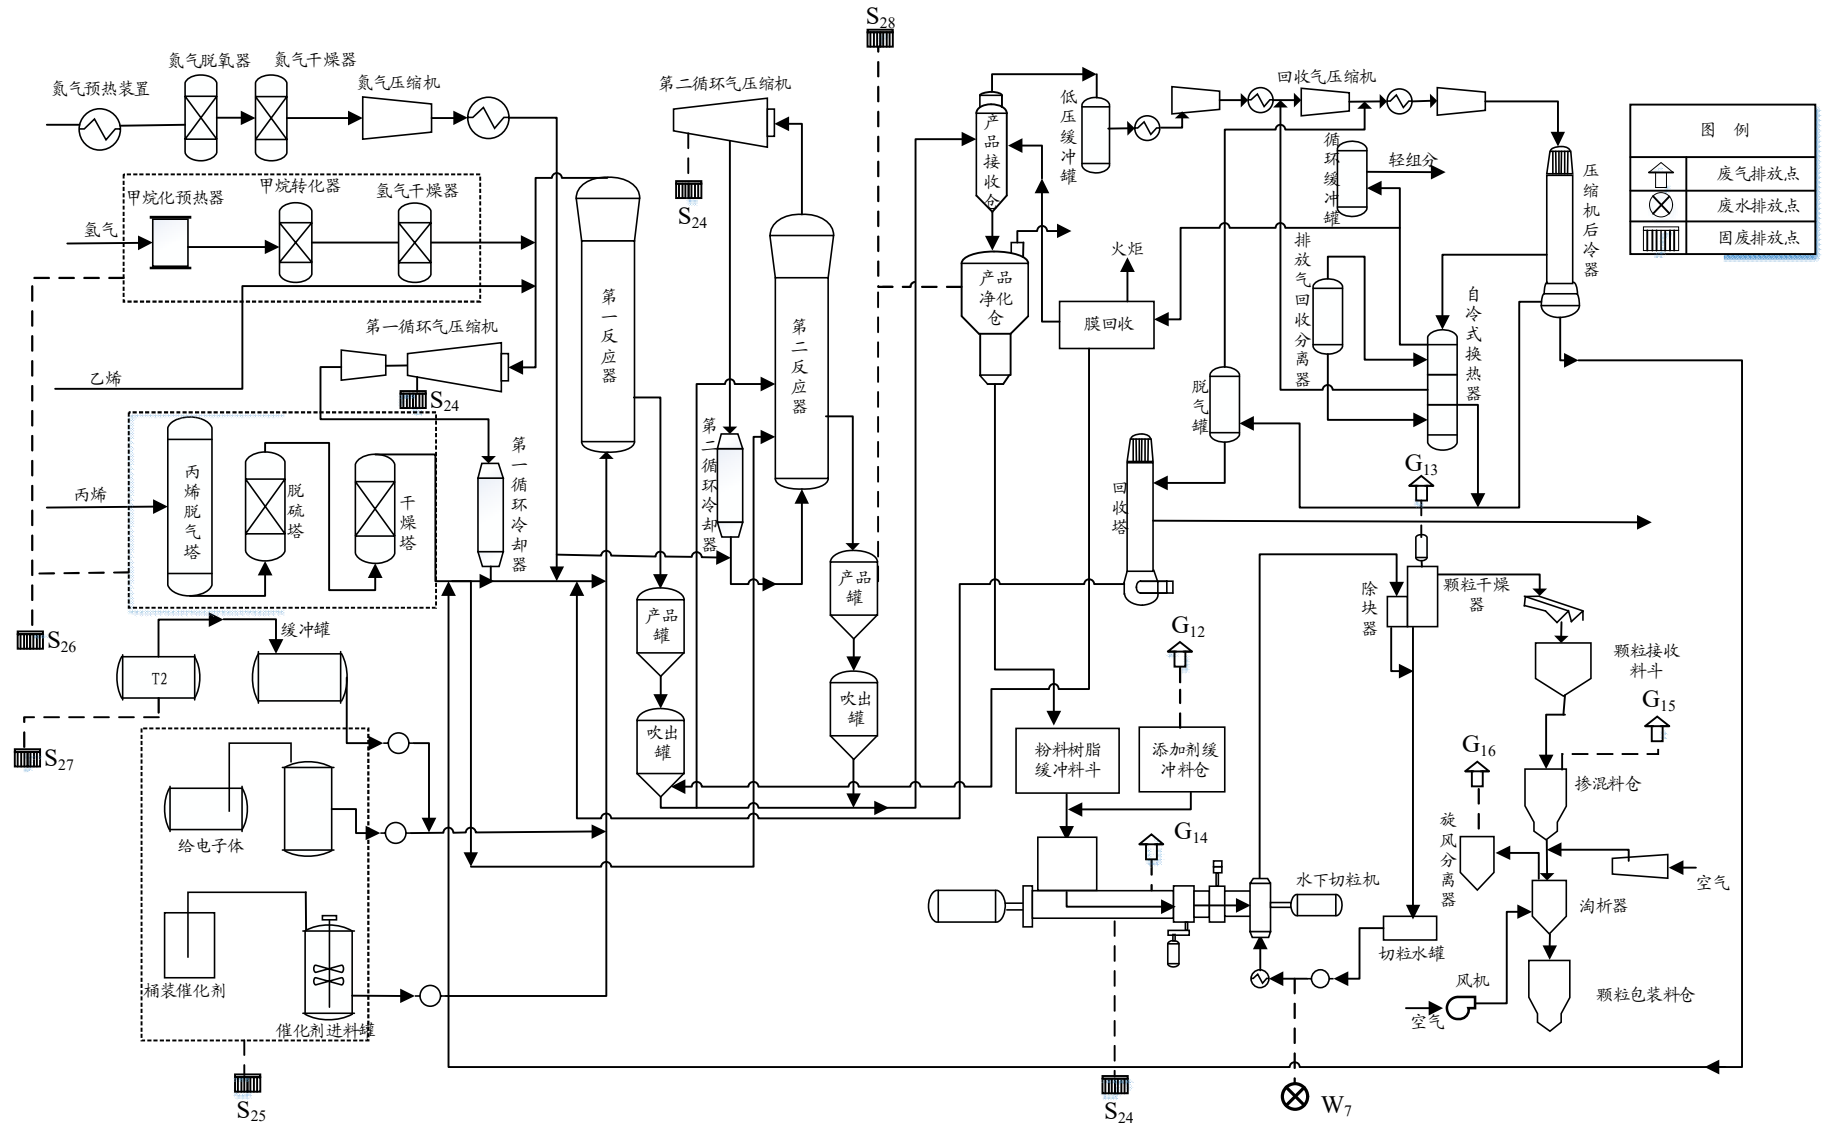 S28
氮气预热装置
氮气脱氧器
氮气干燥器
氮气压缩机
第二循环气压缩机
S24
产品接收仓
低压缓冲罐
回收气压缩机
循环缓冲罐
轻组分
压缩机后冷器
图 例
废气排放点
废水排放点
固废排放点
甲烷化预热器
甲烷转化器
氢气干燥器
氢气
第一反应器
第二反应器
产品
净化
仓
火炬
膜回收
排放气回收分离器
自冷式换热器
第一循环气压缩机
S24
乙烯
脱气罐
丙烯
丙烯脱气塔
脱硫塔
干燥塔
第一循环冷却器
第二循环冷却器
回收塔
G13
S26
缓冲罐
T2
S27
产品
罐
吹出
罐
产品
罐
吹出
罐
G12
除块器
颗粒干燥
器
颗粒接收
料斗
G15
G16
粉料树脂
缓冲料斗
添加剂缓
冲料仓
掺混料仓
给电子体
G14
旋风分离器
空气
水下切粒机
淘析器
桶装催化剂
催化剂进料罐
切粒水罐
风机
空气
颗粒包装料仓
S25
S24
W7